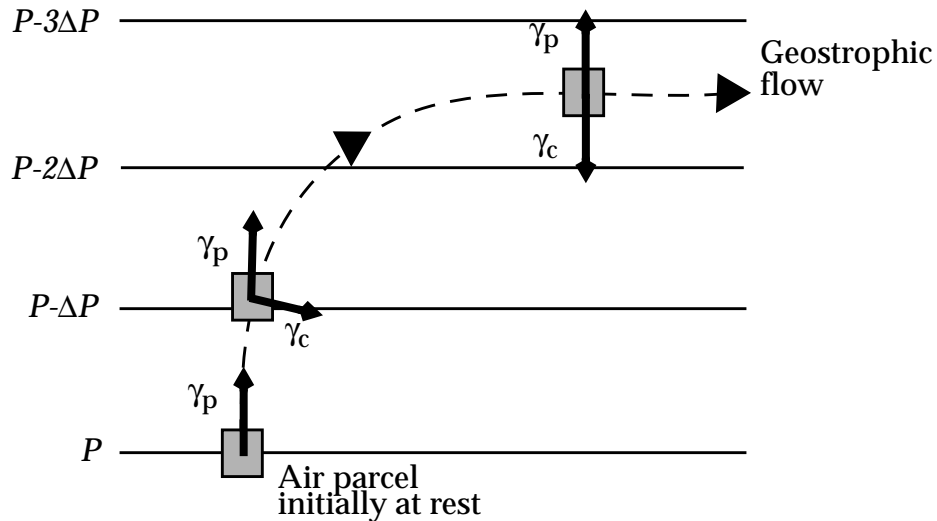 P-3ΔP
γp
Geostrophic
flow
γc
P-2ΔP
γp
P-ΔP
γc
γp
P
Air parcel
initially at rest